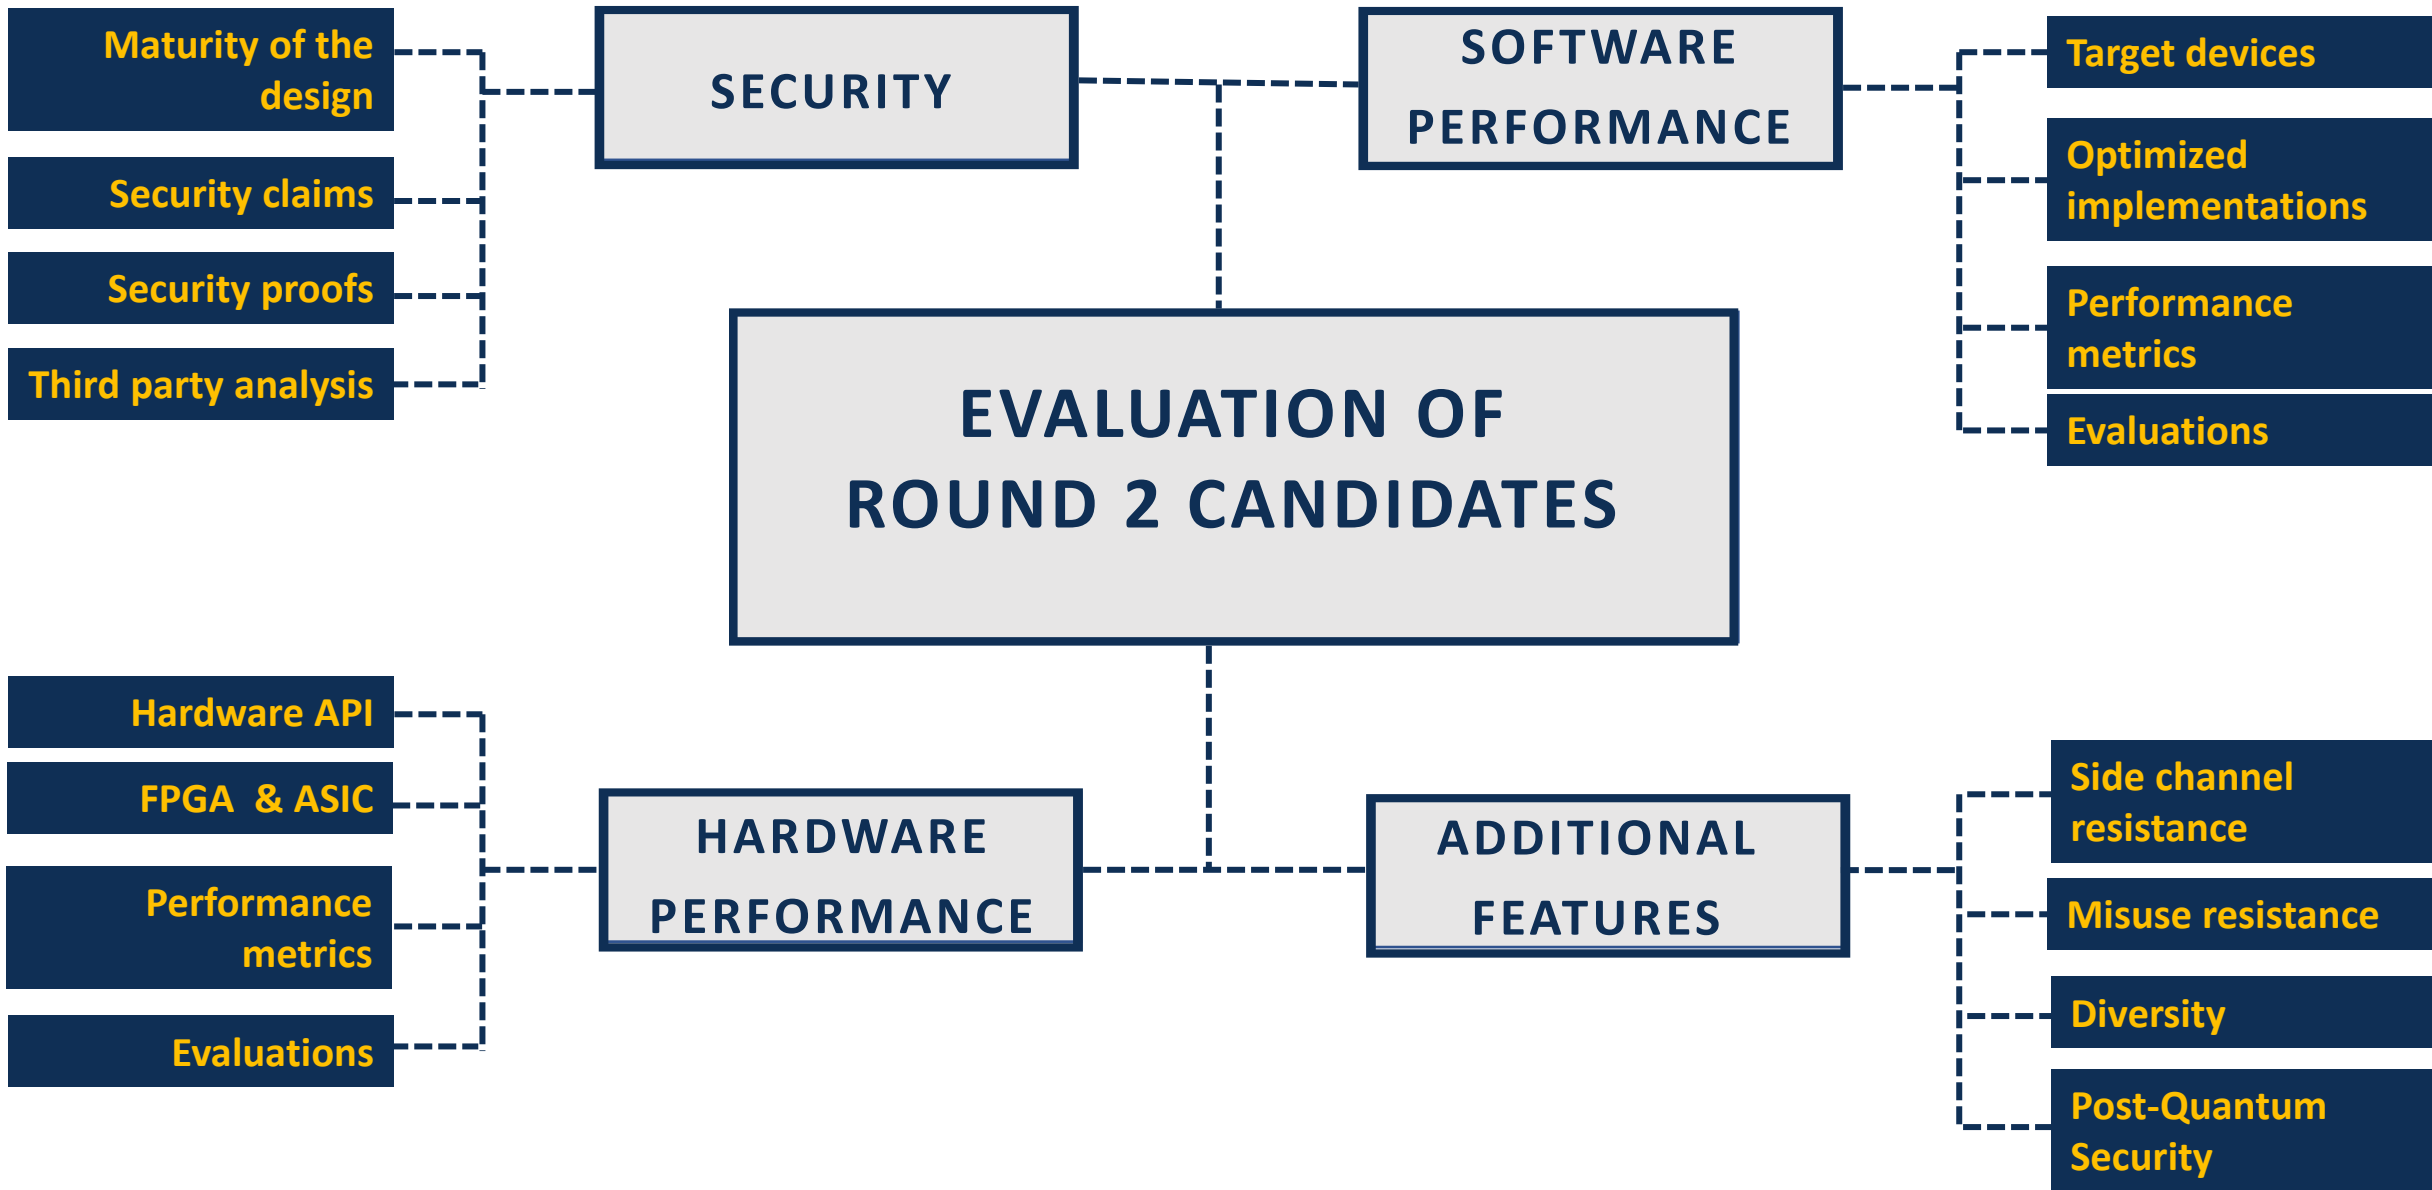 Maturity of the
design
Security claims
Security proofs
Third party analysis
SECURITY
SOFTWARE
PERFORMANCE
Target devices
Optimized
implementations
Performance
metrics
Evaluations
EVALUATION OF
ROUND 2 CANDIDATES
Hardware API
FPGA & ASIC
Performance
metrics
Evaluations
HARDWARE
PERFORMANCE
ADDITIONAL
FEATURES
Side channel
resistance
Misuse resistance
Diversity
Post-Quantum
Security